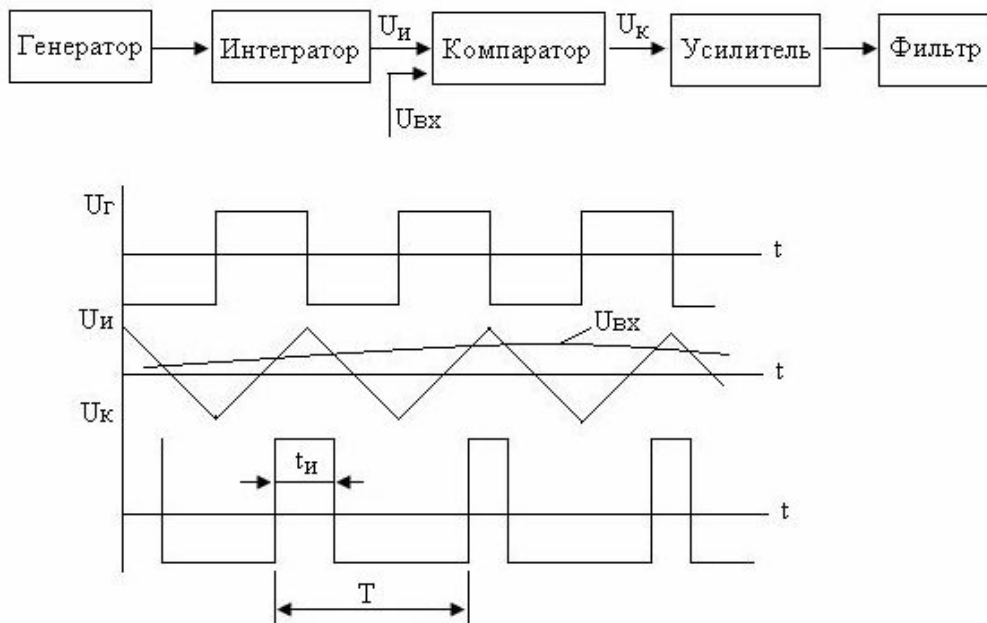 Генератор
Интегратор
Uи
Компаратор
Uк
Усилитель
Фильтр
Uвх
Uг
t
Uи
Uвх
t
Uк
tи
t
T